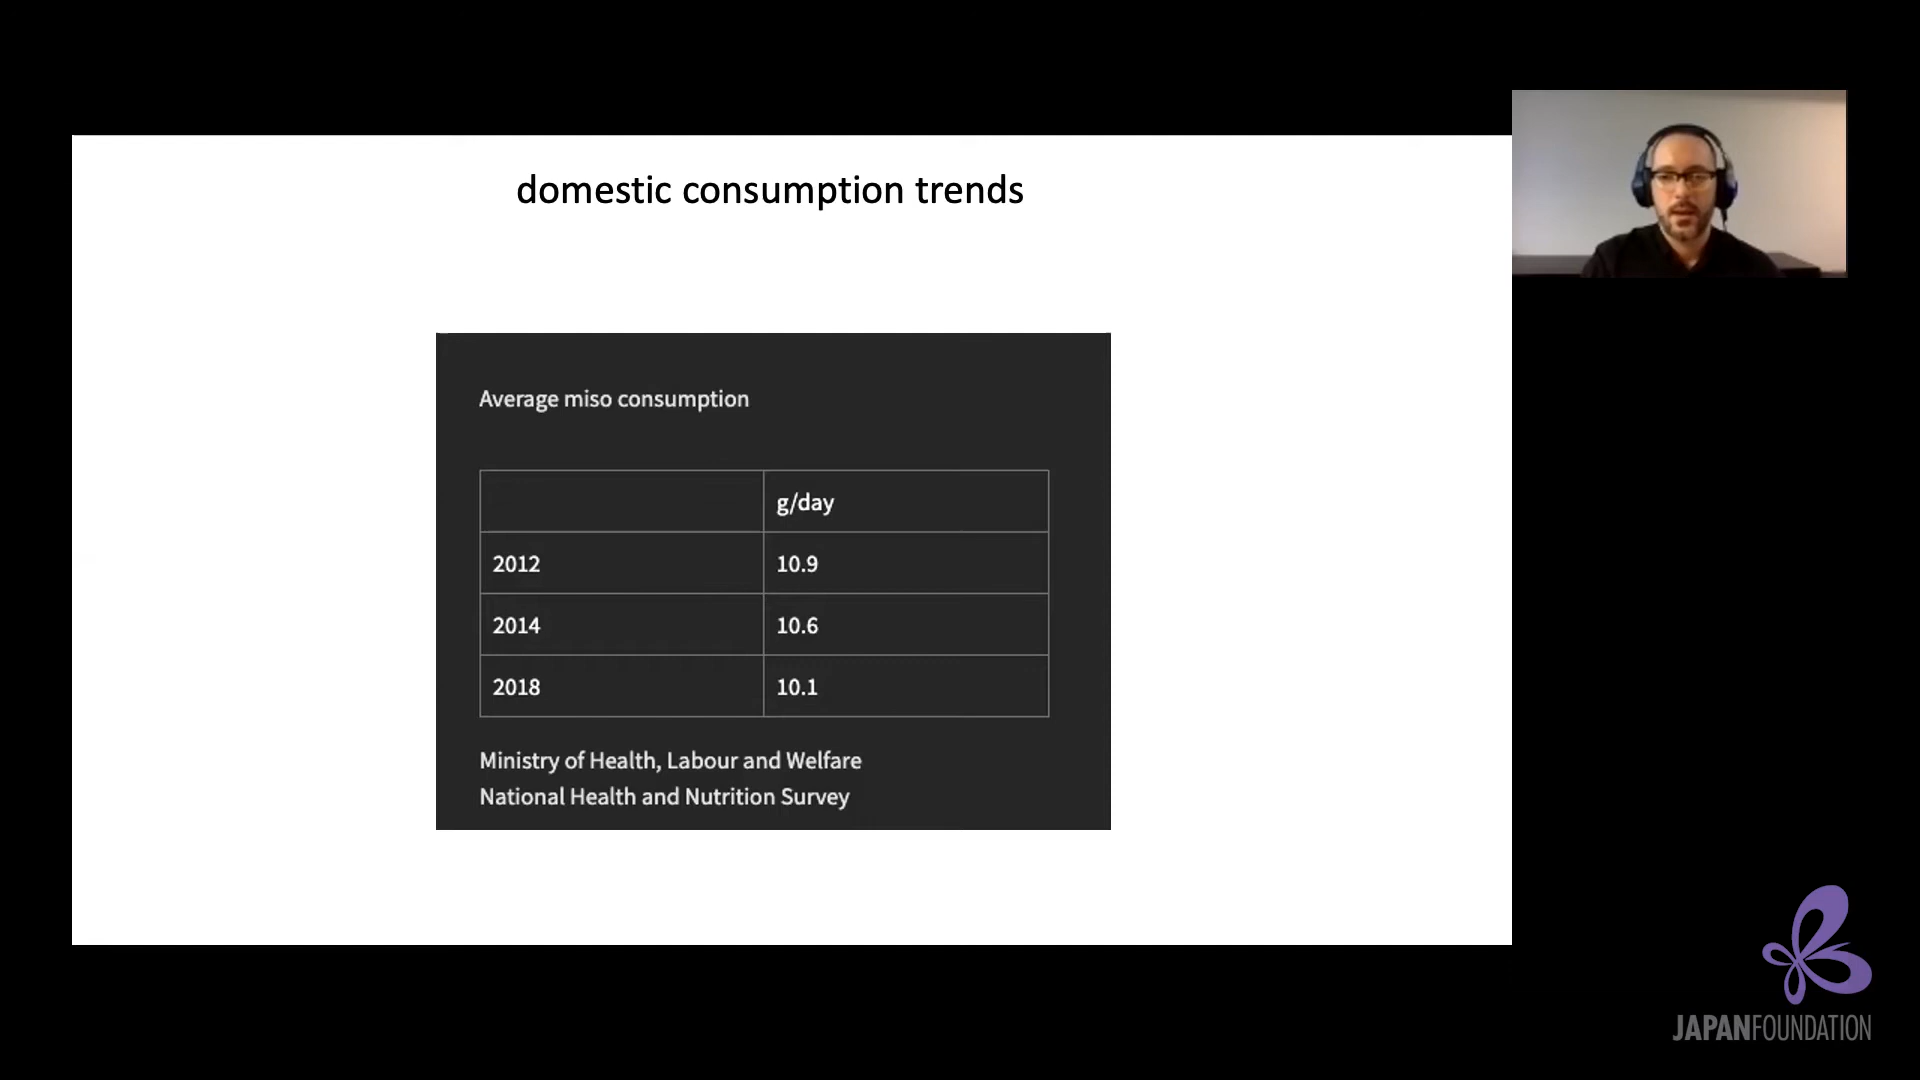 domestic consumption trends
Average miso consumption
g/day
2012 10.9
2014 10.6
2018 10.1
Ministry of Health, Labour and Welfare
National Health and Nutrition Survey
JAPANFOUNDATION